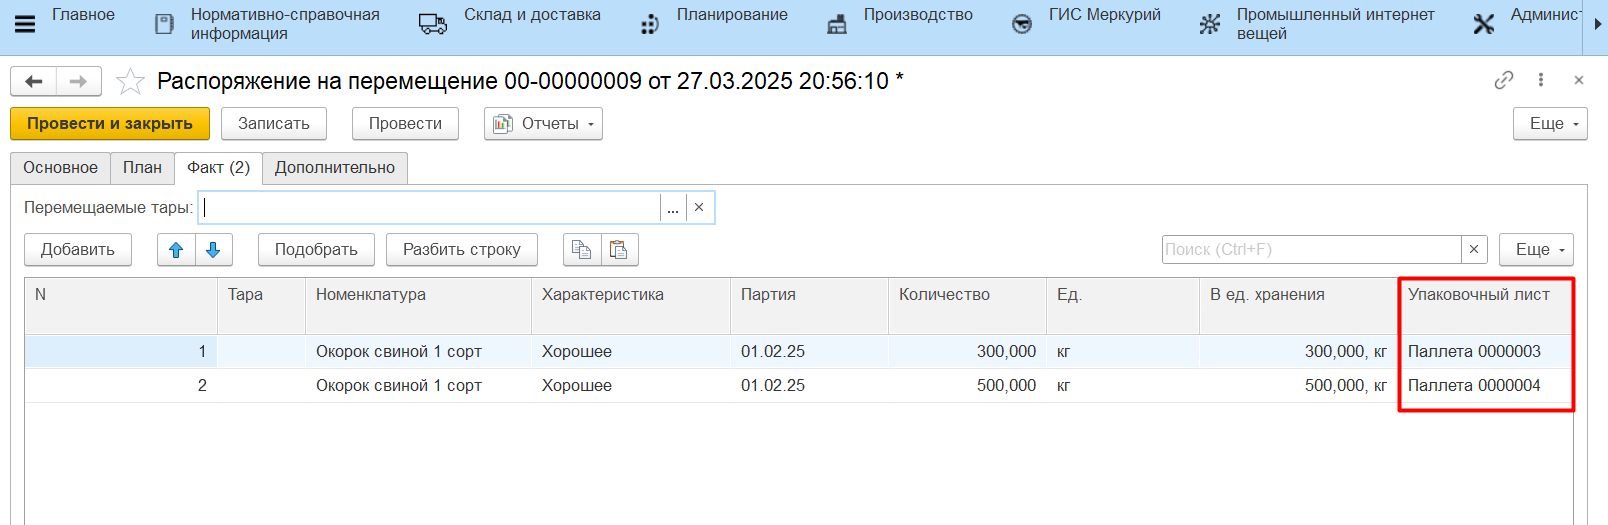 Главное
Нормативно-справочная
информация
Склад и доставка
Планирование
Производство
ГИС Меркурий
Промышленный интернет
вещей
Админист
Распоряжение на перемещение 00-00000009 от 27.03.2025 20:56:10 *
Провести и закрыть
Записать
Провести
Отчеты
Еще
Основное
План
Факт (2)
Дополнительно
Перемещаемые тары:
...
Добавить
Подобрать
Разбить строку
Поиск (Ctrl+F)
Еще
N Тара Номенклатура Характеристика Партия Количество Ед. В ед. хранения Упаковочный лист
1 Окорок свиной 1 сорт Хорошее 01.02.25 300,000 кг 300,000, кг Паллета 0000003
2 Окорок свиной 1 сорт Хорошее 01.02.25 500,000 кг 500,000, кг Паллета 0000004